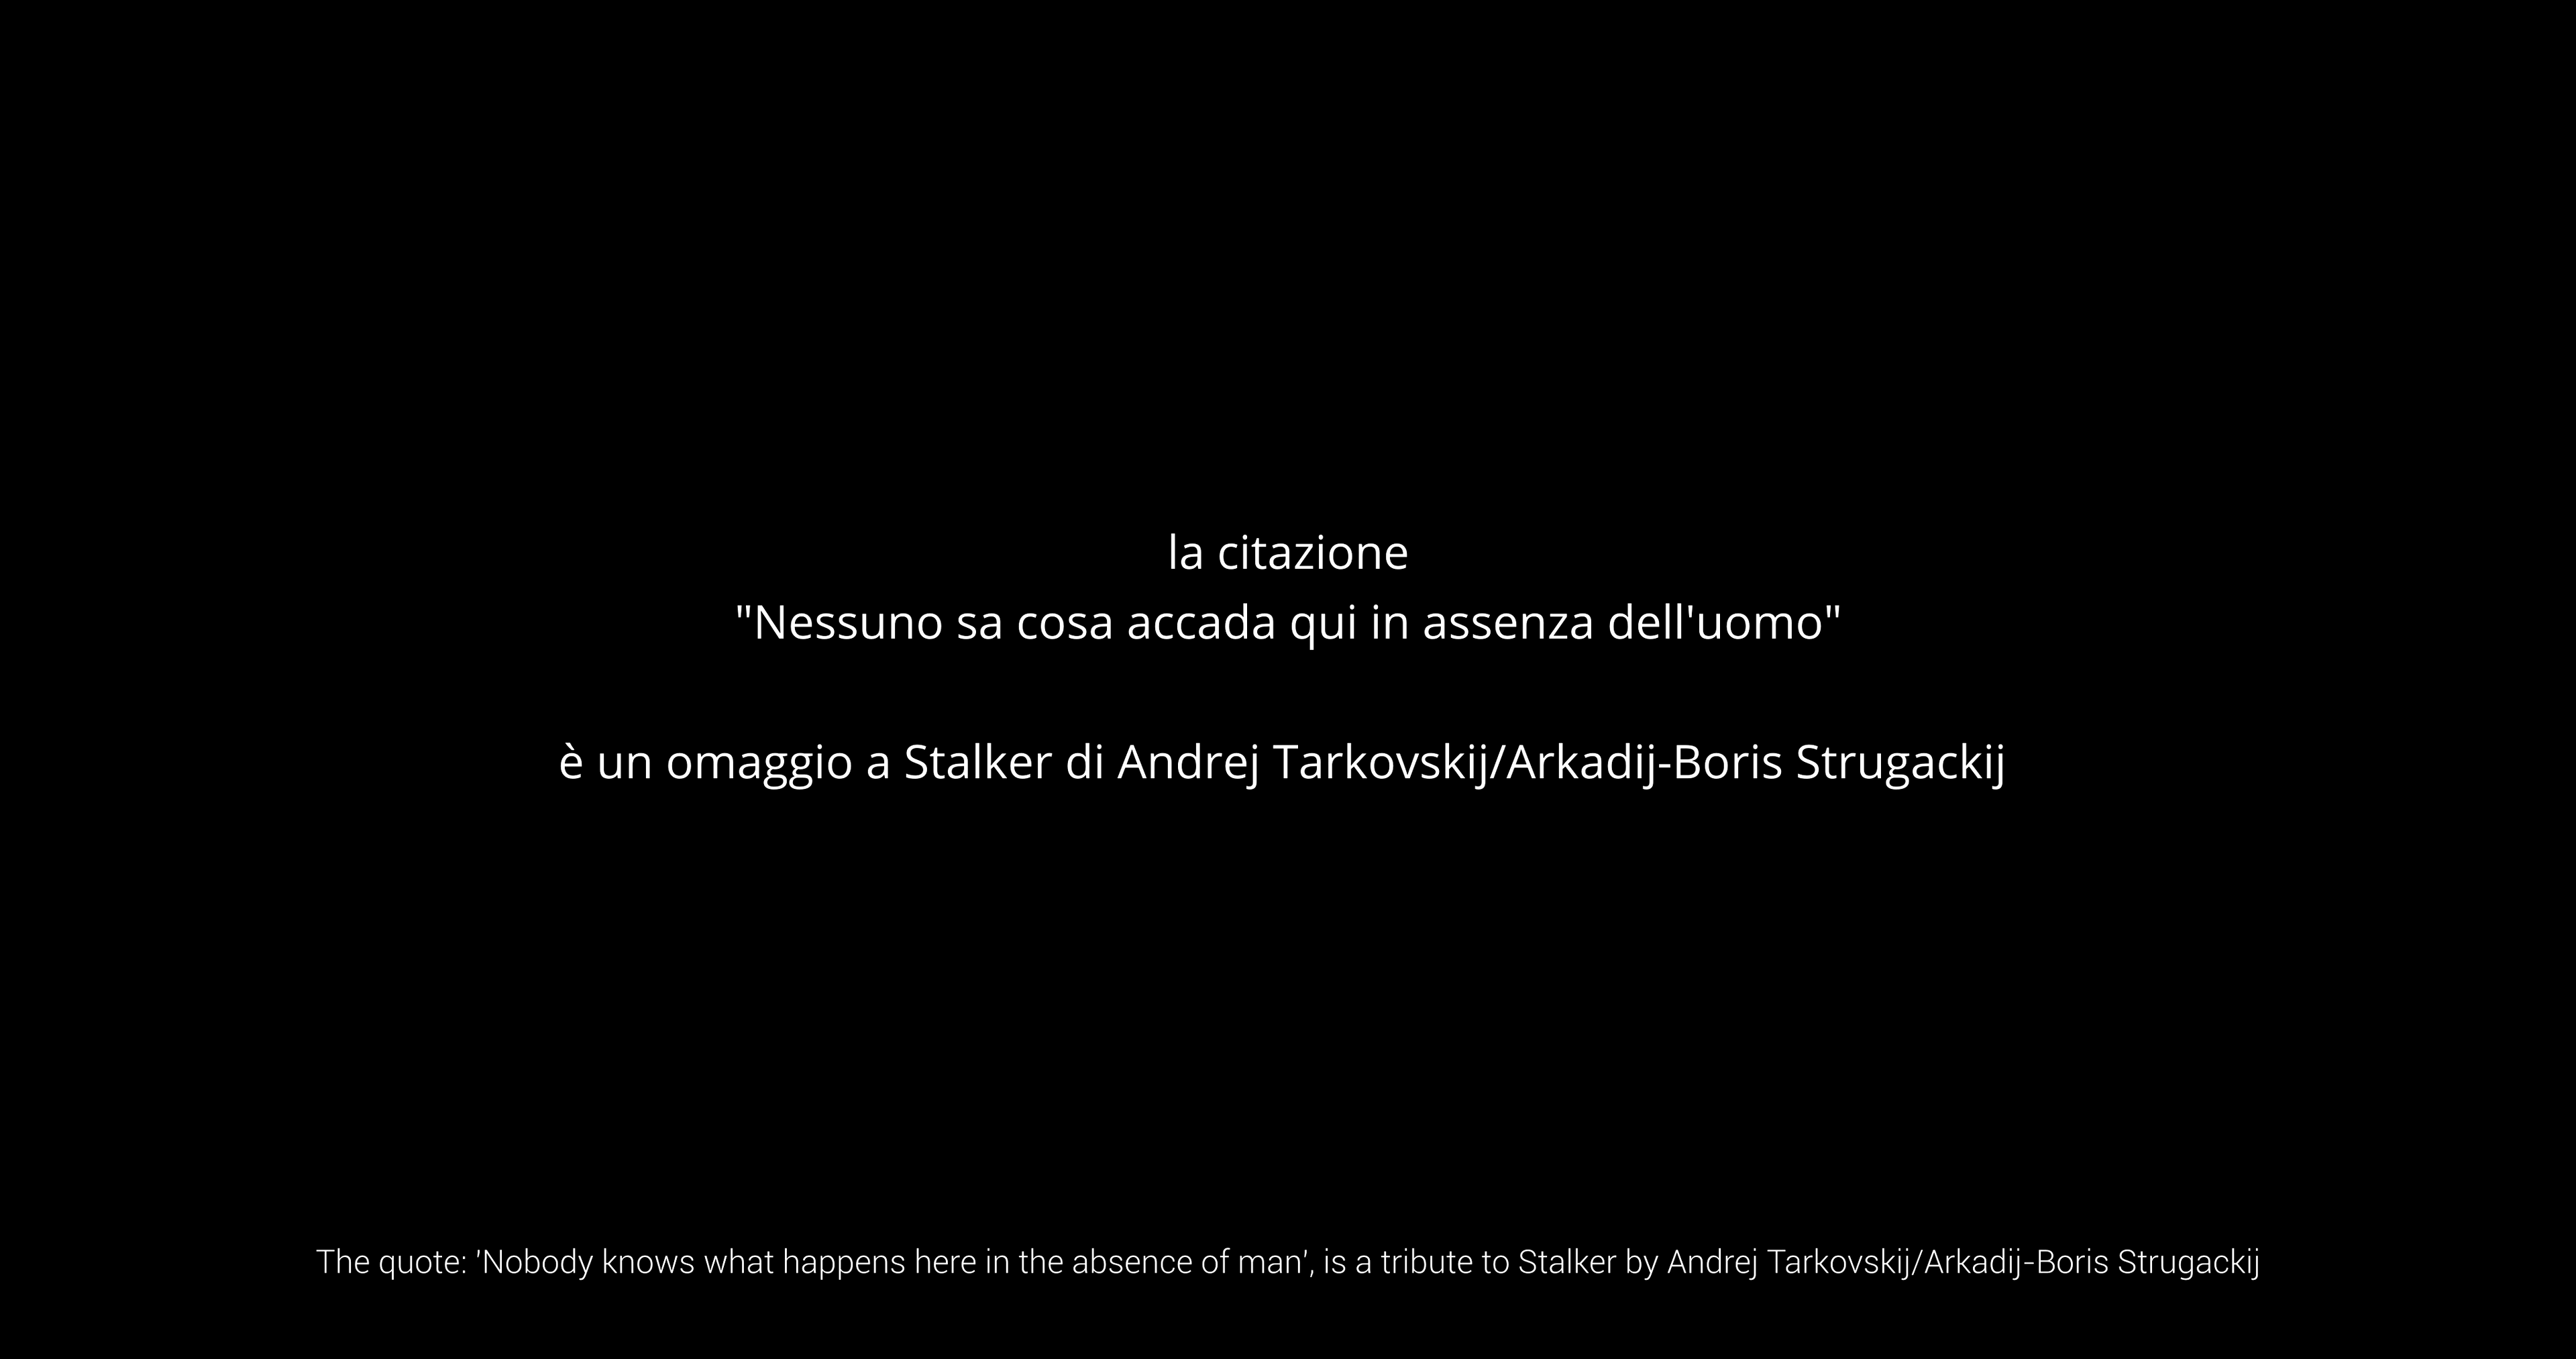 la citazione
"Nessuno sa cosa accada qui in assenza dell'uomo"
è un omaggio a Stalker di Andrej Tarkovskij/Arkadij-Boris Strugackij
The quote: 'Nobody knows what happens here in the absence of man', is a tribute to Stalker by Andrej Tarkovskij/Arkadij-Boris Strugackij